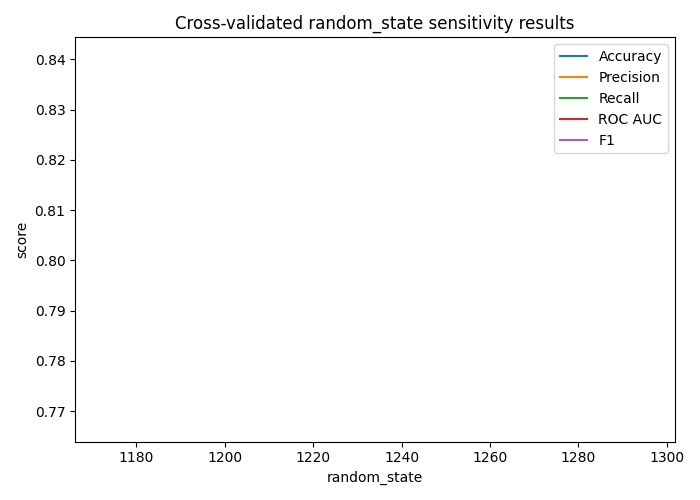 Cross-validated random_state sensitivity results
Accuracy
Precision
Recall
ROC AUC
F1
0.84
0.83
0.82
0.81
0.80
0.79
0.78
0.77
score
1180 1200 1220 1240 1260 1280 1300
random_state